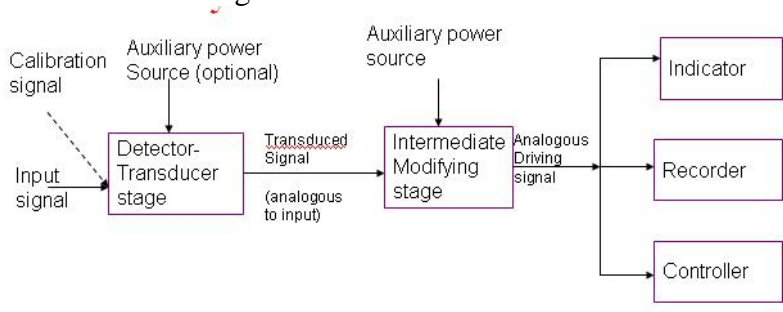 Calibration
signal
Auxiliary power
Source (optional)
Auxiliary power
source
Input
signal
Detector-
Transducer
stage
Transduced
Signal
(analogous
to input)
Intermediate
Modifying
stage
Analogous
Driving
signal
Indicator
Recorder
Controller